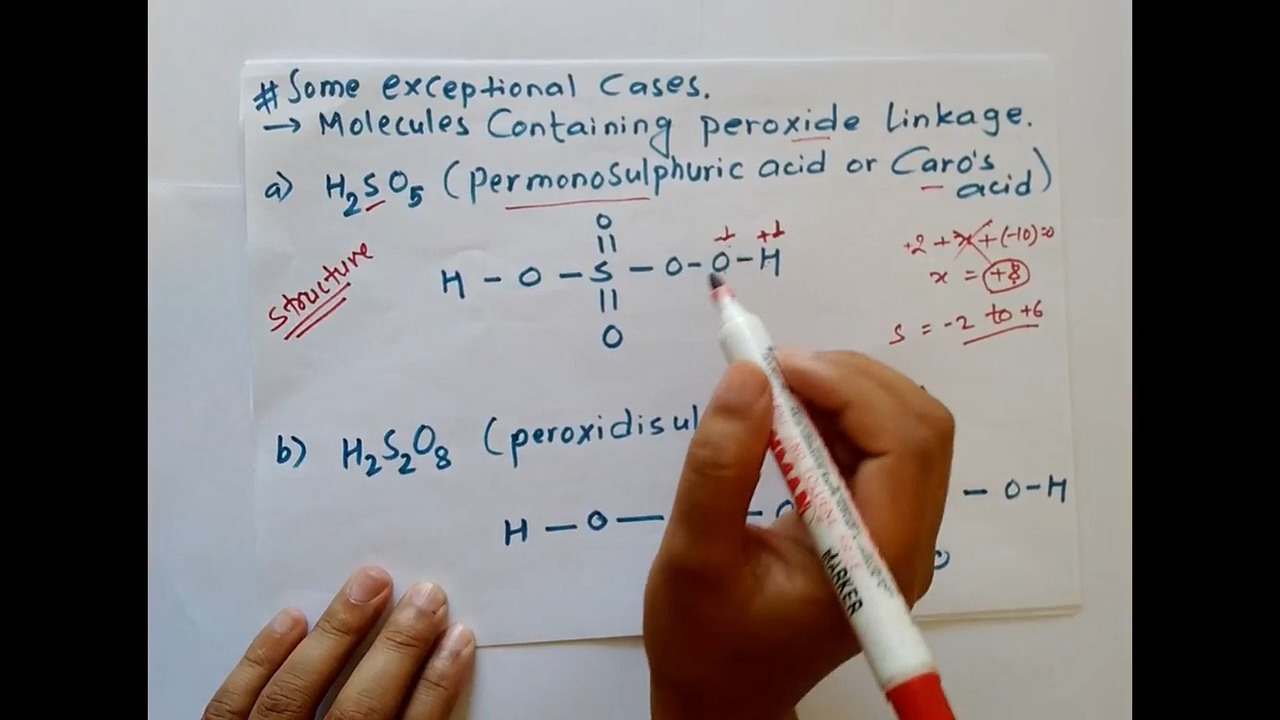 # Some exceptional Cases.
→ Molecules Containing peroxide linkage.
a) H₂SO₅ (permonosulphuric acid or Caro's acid)
structure
O
||
-1 +1
H - O - S - O - O - H
||
O
+2 + x + (-10) = 0
x = +8
S = -2 to +6
b) H₂S₂O₈ (peroxidisul
H - O -
- O - H
MARKER